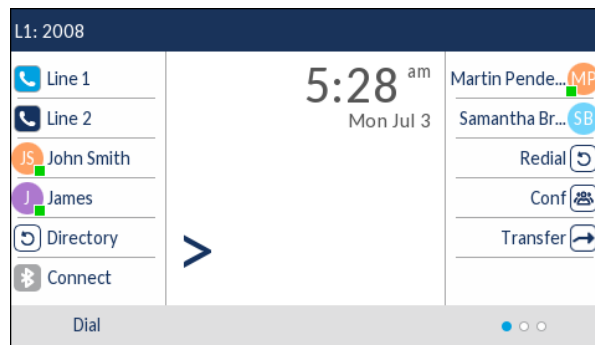 L1: 2008
Line 1
Line 2
JS John Smith
J James
Directory
Connect
>
5:28 am
Mon Jul 3
Martin Pende... MP
Samantha Br... SB
Redial
Conf
Transfer
Dial